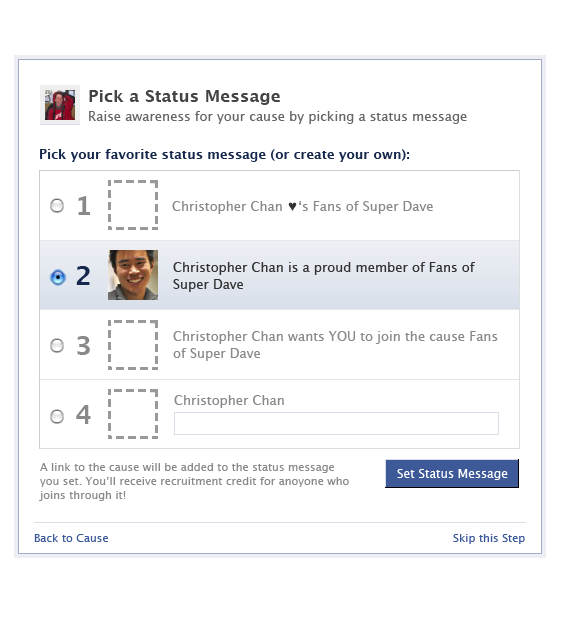 Pick a Status Message
Raise awareness for your cause by picking a status message
Pick your favorite status message (or create your own):
1
Christopher Chan ♥'s Fans of Super Dave
2
Christopher Chan is a proud member of Fans of
Super Dave
3
Christopher Chan wants YOU to join the cause Fans
of Super Dave
4
Christopher Chan
A link to the cause will be added to the status message
you set. You'll receive recruitment credit for anoyone who
joins through it!
Set Status Message
Back to Cause
Skip this Step